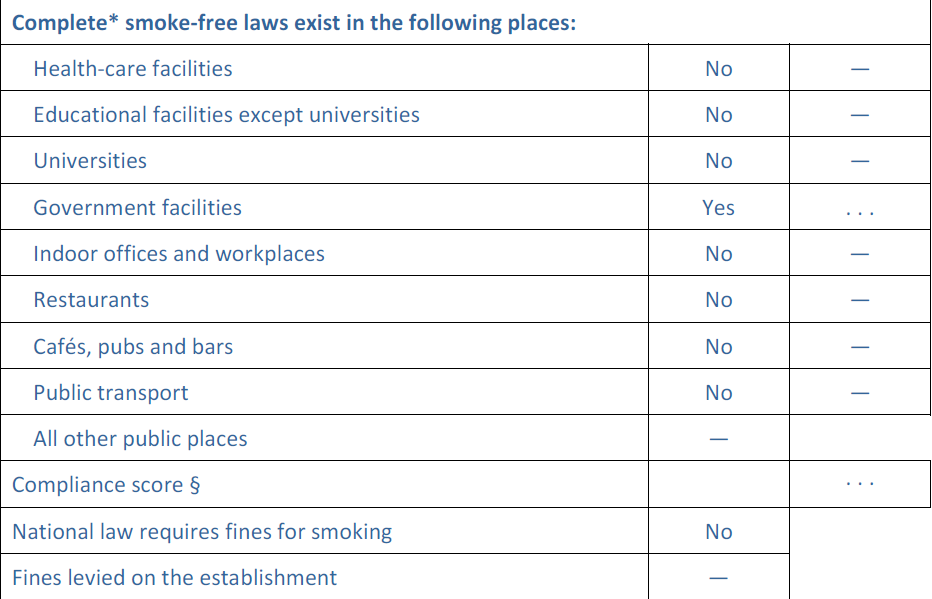 Complete* smoke-free laws exist in the following places:
Health-care facilities No —
Educational facilities except universities No —
Universities No —
Government facilities Yes . . .
Indoor offices and workplaces No —
Restaurants No —
Cafés, pubs and bars No —
Public transport No —
All other public places —
Compliance score § · · ·
National law requires fines for smoking No
Fines levied on the establishment —